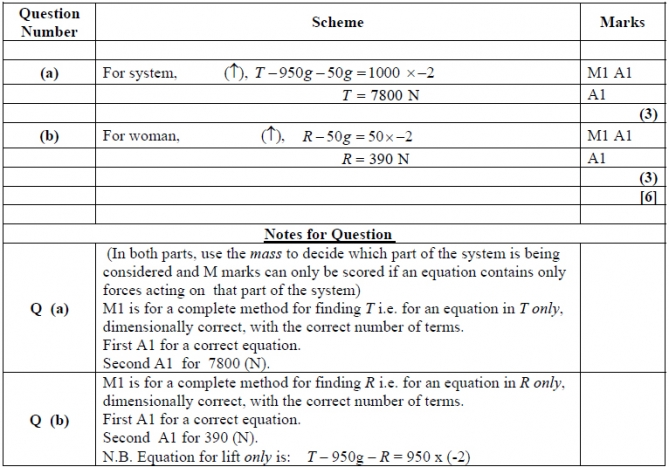 Question Number Scheme Marks
(a) For system, (↑), T – 950g – 50g = 1000 × –2 M1 A1
T = 7800 N A1
(3)
(b) For woman, (↑), R – 50g = 50 × –2 M1 A1
R = 390 N A1
(3)
[6]
Notes for Question
(In both parts, use the mass to decide which part of the system is being
considered and M marks can only be scored if an equation contains only
forces acting on that part of the system)
Q (a) M1 is for a complete method for finding T i.e. for an equation in T only,
dimensionally correct, with the correct number of terms.
First A1 for a correct equation.
Second A1 for 7800 (N).
M1 is for a complete method for finding R i.e. for an equation in R only,
dimensionally correct, with the correct number of terms.
Q (b) First A1 for a correct equation.
Second A1 for 390 (N).
N.B. Equation for lift only is: T – 950g – R = 950 x (-2)